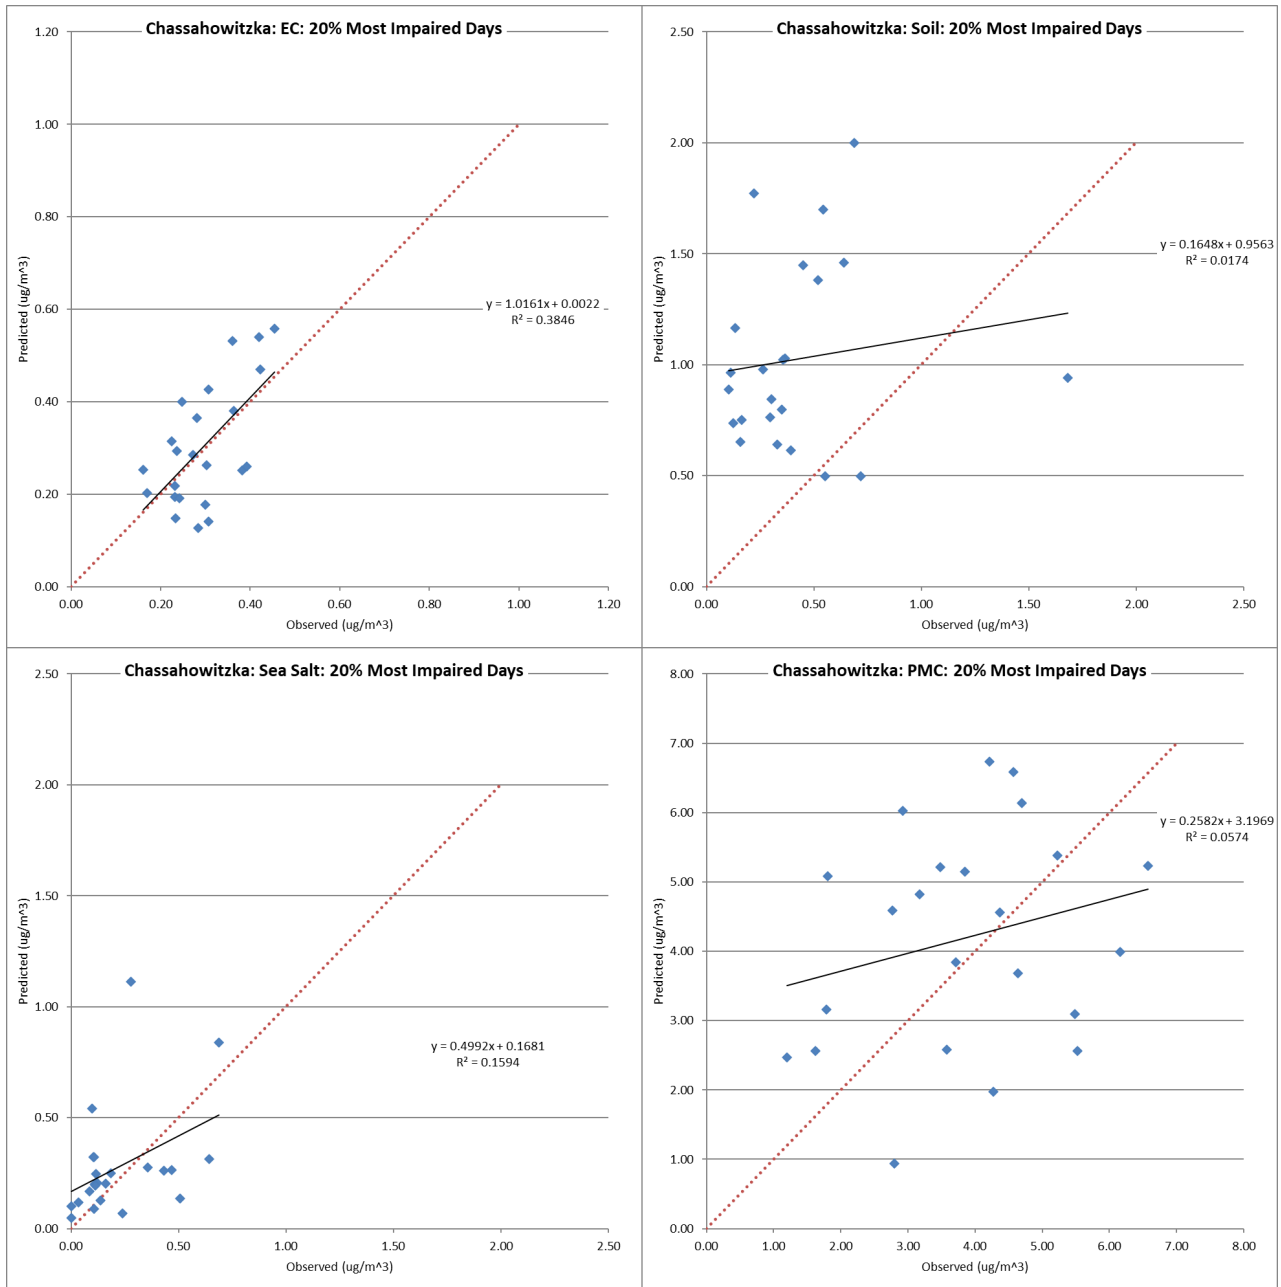 Chassahowitzka: EC: 20% Most Impaired Days
1.20
1.00
0.80
0.60
0.40
0.20
0.00
Predicted (ug/m^3)
y = 1.0161x + 0.0022
R² = 0.3846
0.00 0.20 0.40 0.60 0.80 1.00 1.20
Observed (ug/m^3)
Chassahowitzka: Soil: 20% Most Impaired Days
2.50
2.00
1.50
1.00
0.50
0.00
Predicted (ug/m^3)
y = 0.1648x + 0.9563
R² = 0.0174
0.00 0.50 1.00 1.50 2.00 2.50
Observed (ug/m^3)
Chassahowitzka: Sea Salt: 20% Most Impaired Days
2.50
2.00
1.50
1.00
0.50
0.00
Predicted (ug/m^3)
y = 0.4992x + 0.1681
R² = 0.1594
0.00 0.50 1.00 1.50 2.00 2.50
Observed (ug/m^3)
Chassahowitzka: PMC: 20% Most Impaired Days
8.00
7.00
6.00
5.00
4.00
3.00
2.00
1.00
0.00
Predicted (ug/m^3)
y = 0.2582x + 3.1969
R² = 0.0574
0.00 1.00 2.00 3.00 4.00 5.00 6.00 7.00 8.00
Observed (ug/m^3)